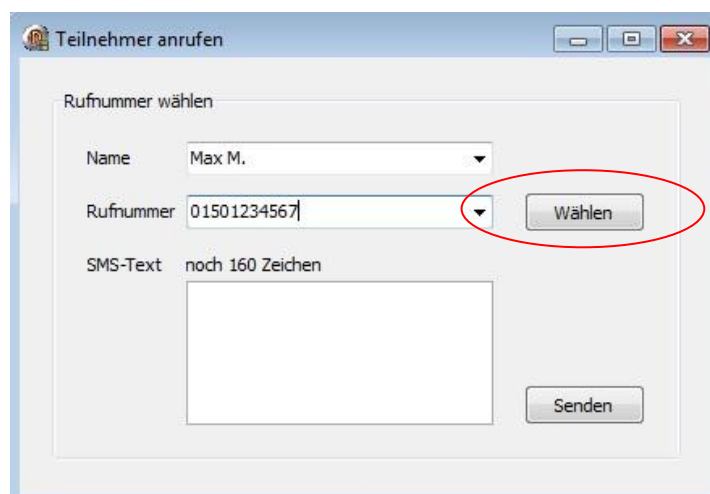 Teilnehmer anrufen
Rufnummer wählen
Name Max M.
Rufnummer 01501234567 Wählen
SMS-Text noch 160 Zeichen
Senden